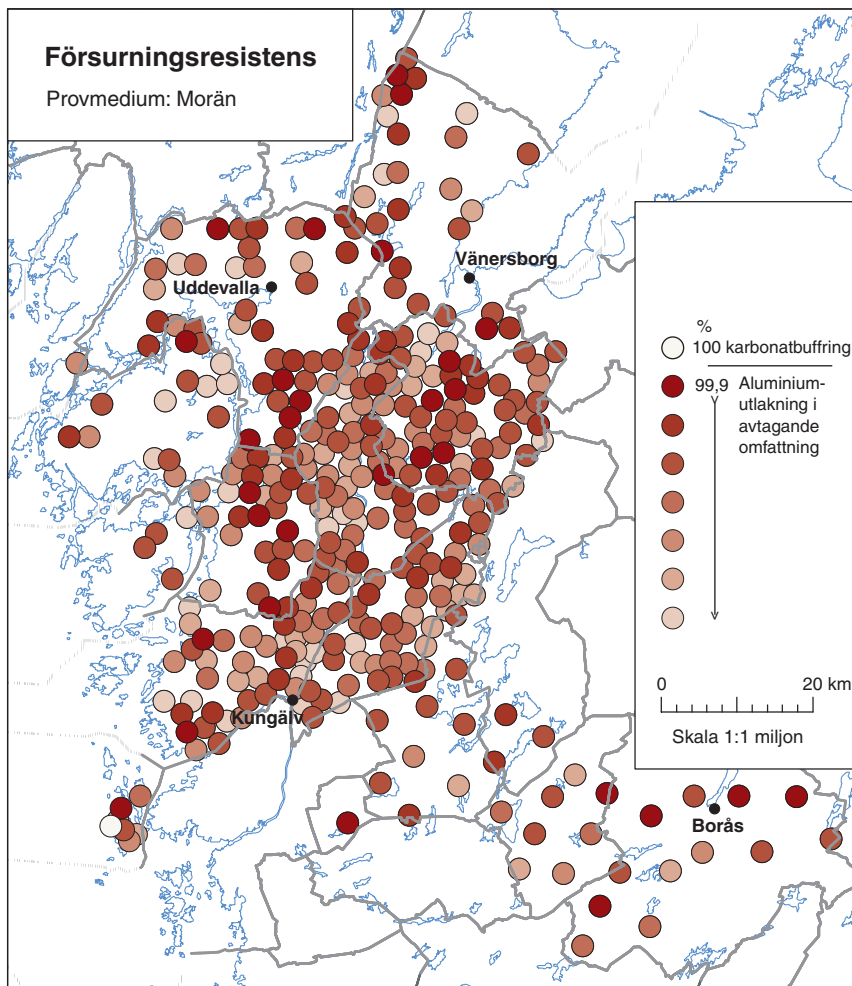 Försurningsresistens
Provmedium: Morän
Vänersborg
Uddevalla
%
100 karbonatbuffring
99,9
Aluminium-
utlakning i
avtagande
omfattning
0 20 km
Skala 1:1 miljon
Kungälv
Borås